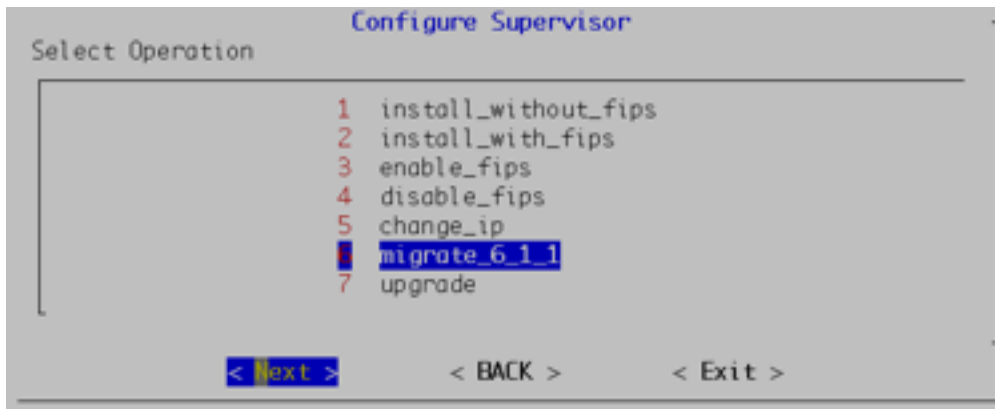 Configure Supervisor
Select Operation
1 install_without_fips
2 install_with_fips
3 enable_fips
4 disable_fips
5 change_ip
6 migrate_6_1_1
7 upgrade
< Next > < BACK > < Exit >